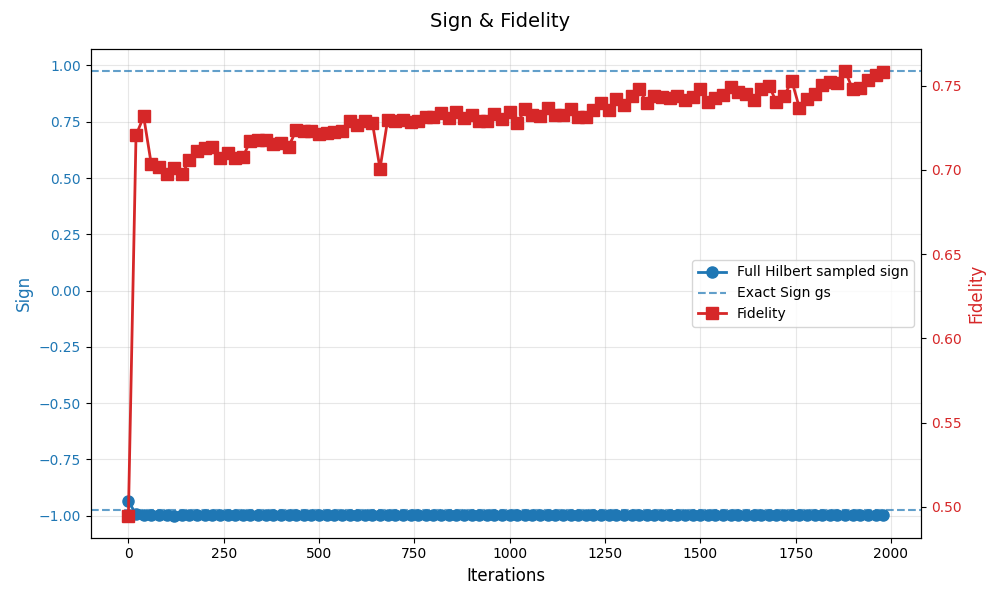 Sign & Fidelity
1.00
0.75
0.50
0.25
0.00
−0.25
−0.50
−0.75
−1.00
Sign
0.75
0.70
0.65
0.60
0.55
0.50
Fidelity
Full Hilbert sampled sign
Exact Sign gs
Fidelity
0 250 500 750 1000 1250 1500 1750 2000
Iterations